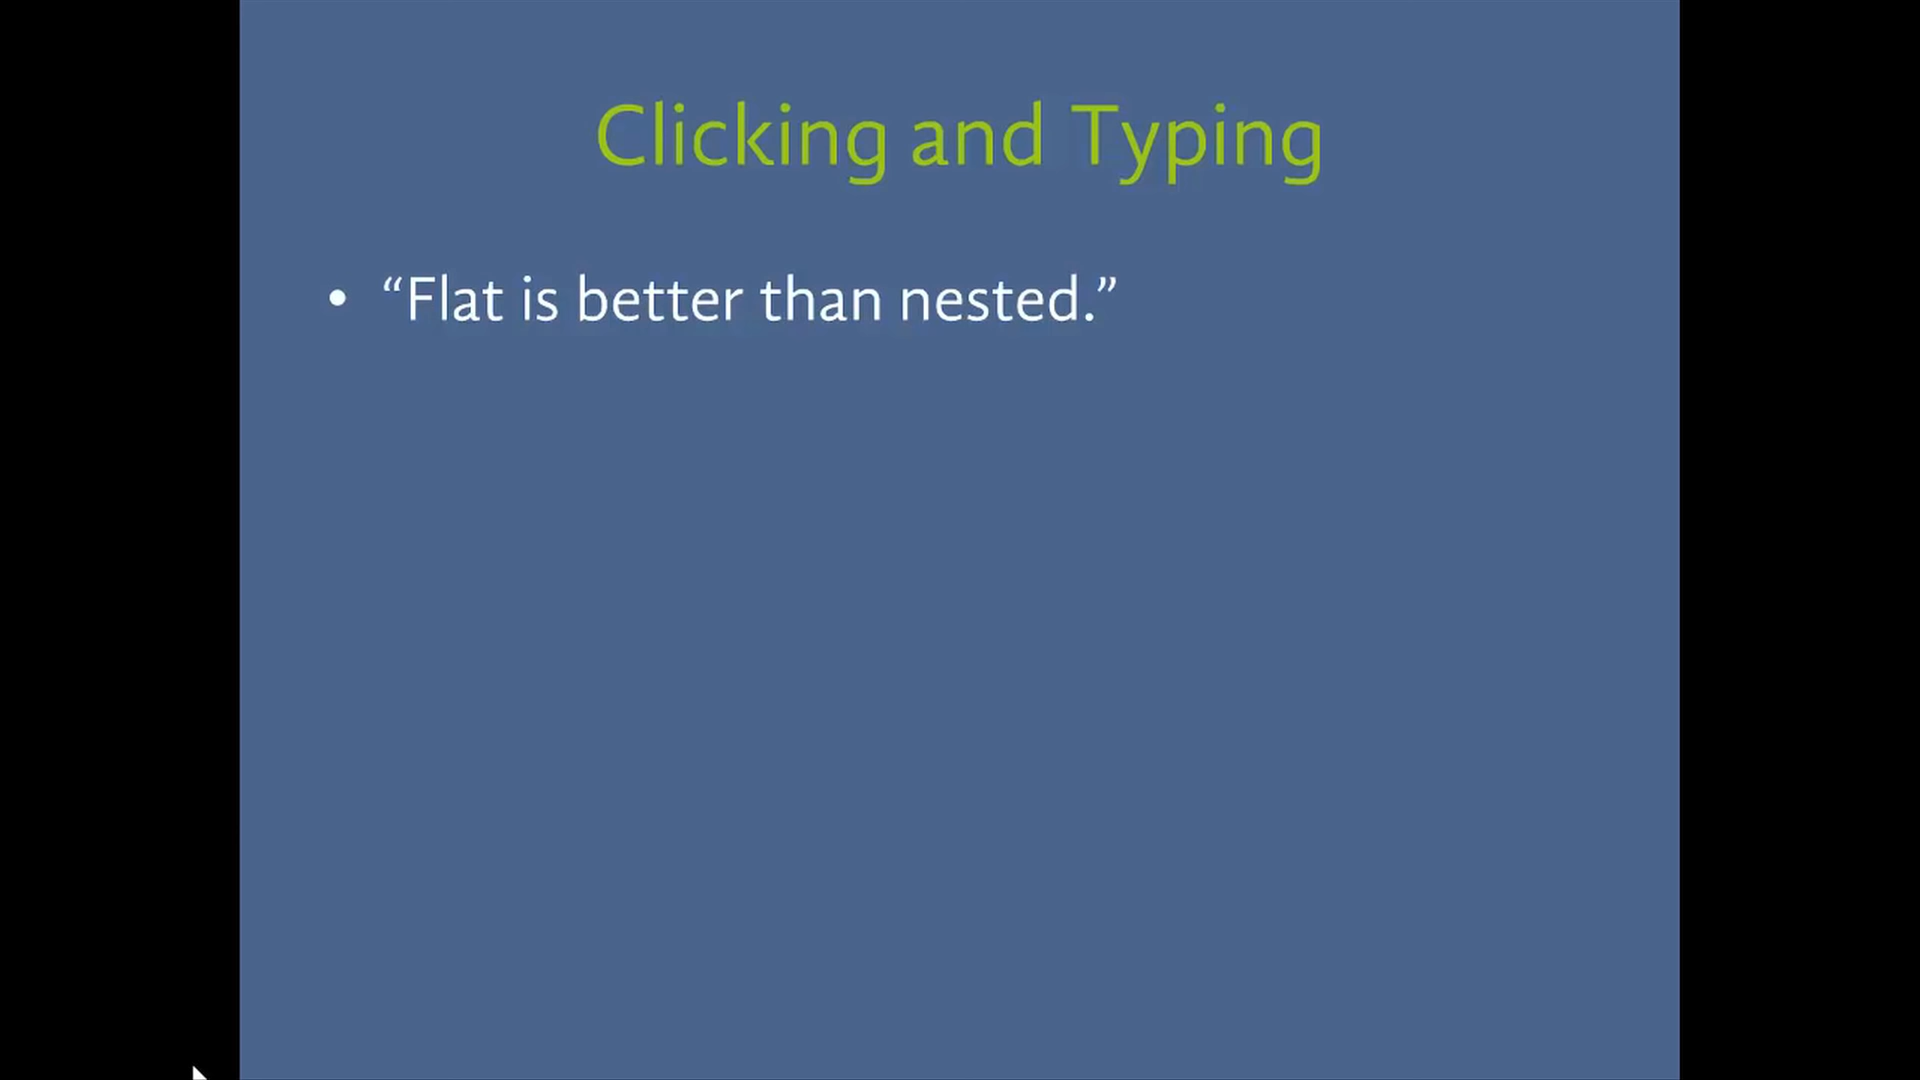 Clicking and Typing
• “Flat is better than nested.”